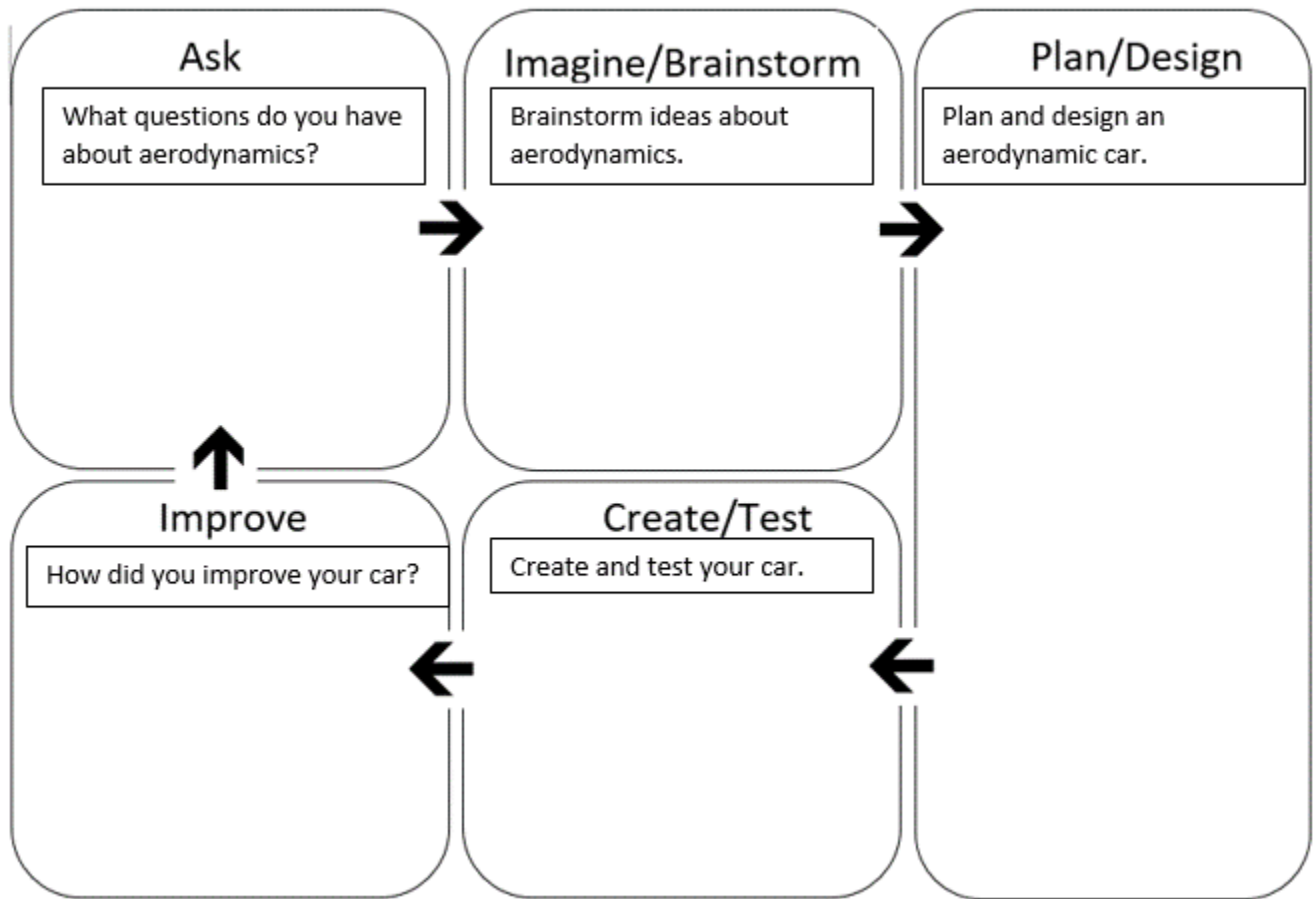 Ask
What questions do you have
about aerodynamics?
Imagine/Brainstorm
Brainstorm ideas about
aerodynamics.
Plan/Design
Plan and design an
aerodynamic car.
Create/Test
Create and test your car.
Improve
How did you improve your car?